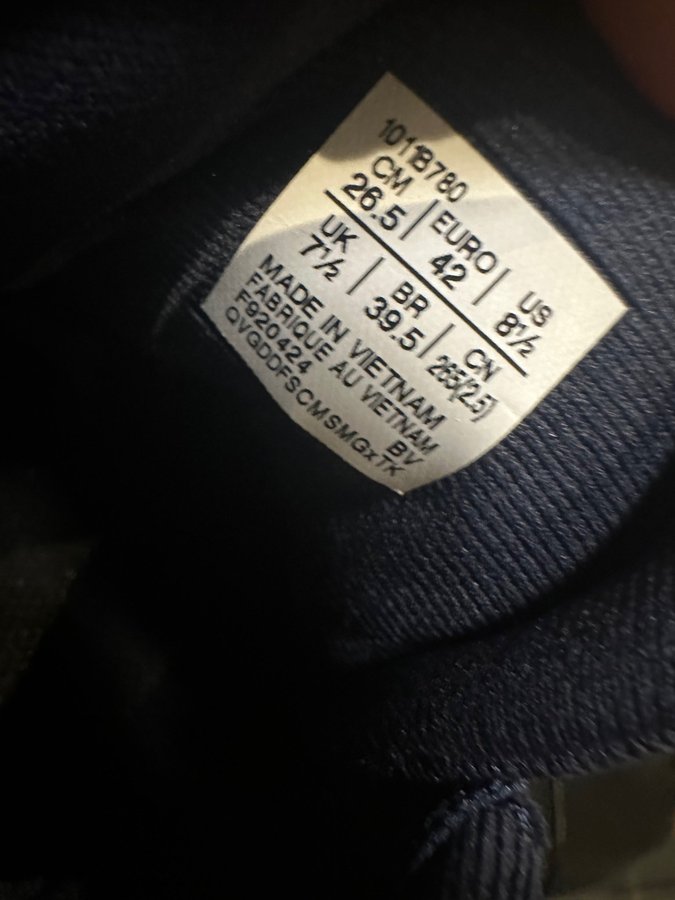 1011B780
CM | EURO | US
26.5 | 42 | 8½
UK | BR | CN
7½ | 39.5 | 265(2.5)
MADE IN VIETNAM
FABRIQUE AU VIETNAM
F920424 BV
QVGDDFSCMSMGxTK